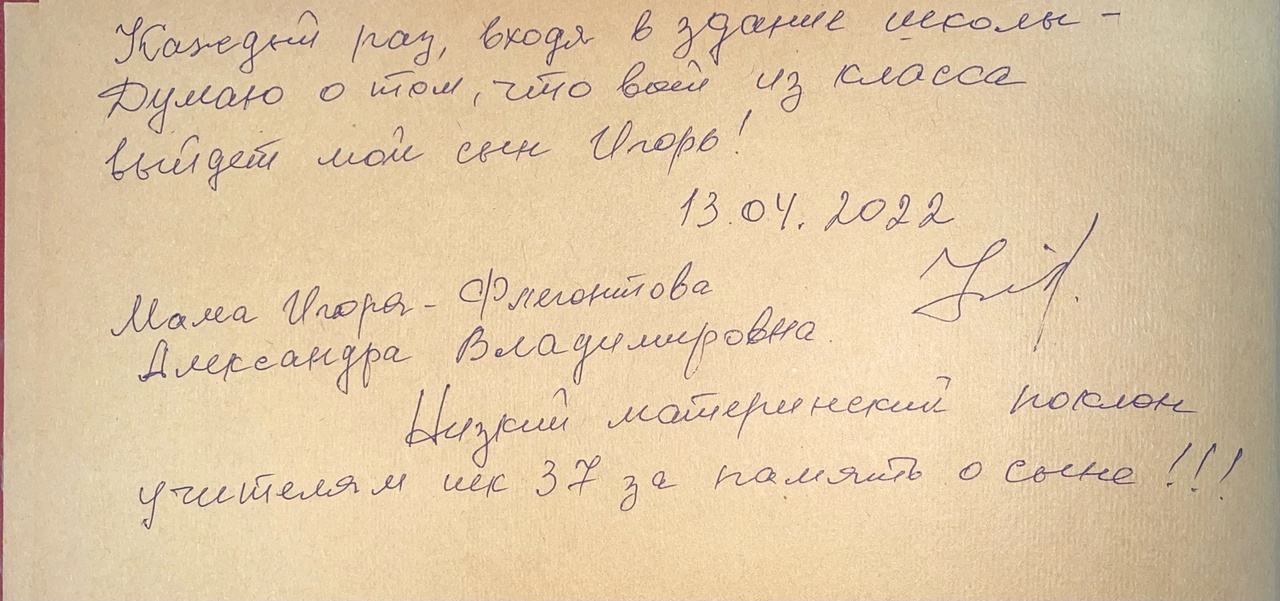 Каждый раз, входя в здание школы -
Думаю о том, что вот из класса
выйдет мой сын Игорь!
13.04.2022
Мама Игоря - Флегонтова
Александра Владимировна
Низкий материнский поклон
учителям шк 37 за память о сыне!!!